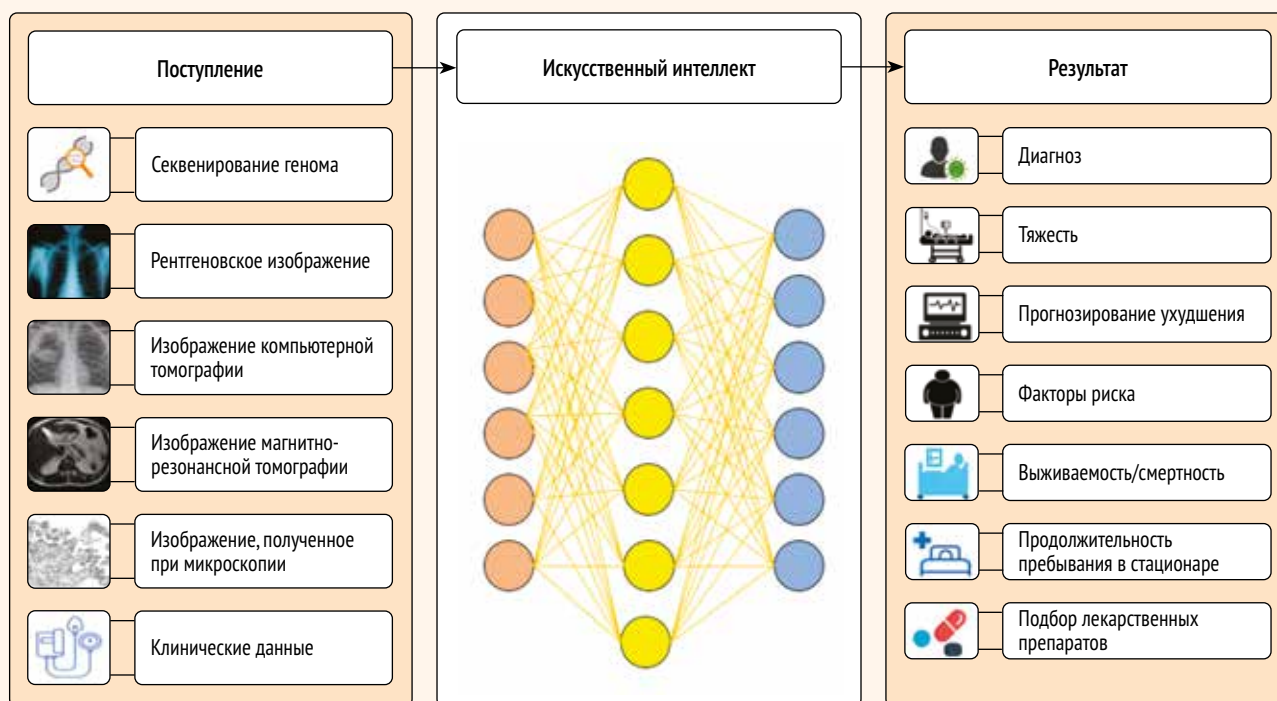 Поступление
Искусственный интеллект
Результат
Секвенирование генома
Рентгеновское изображение
Изображение компьютерной
томографии
Изображение магнитно-
резонансной томографии
Изображение, полученное
при микроскопии
Клинические данные
Диагноз
Тяжесть
Прогнозирование ухудшения
Факторы риска
Выживаемость/смертность
Продолжительность
пребывания в стационаре
Подбор лекарственных
препаратов